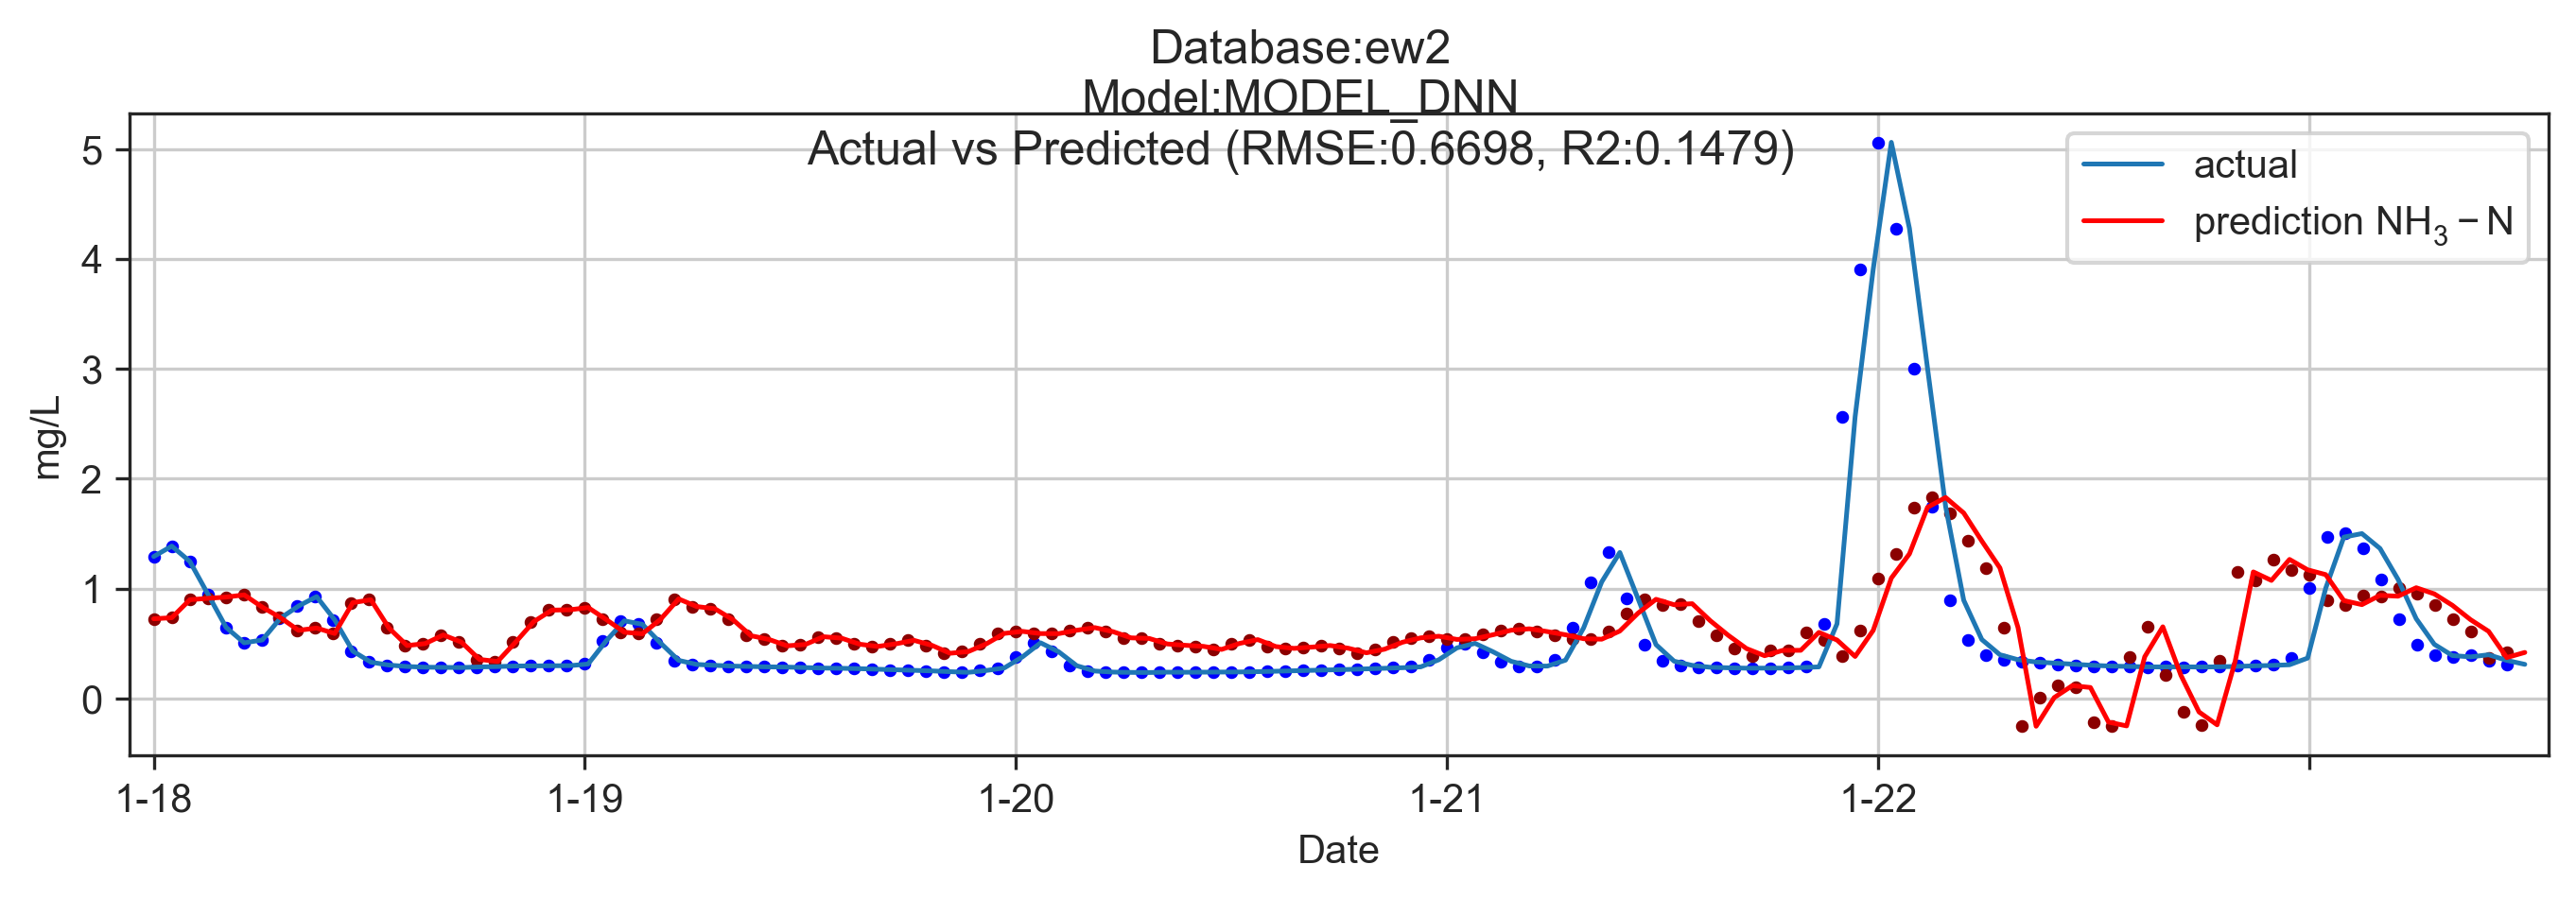 Database:ew2
Model:MODEL_DNN
Actual vs Predicted (RMSE:0.6698, R2:0.1479)
actual
prediction NH₃ − N
5
4
3
2
1
0
mg/L
1-18 1-19 1-20 1-21 1-22
Date